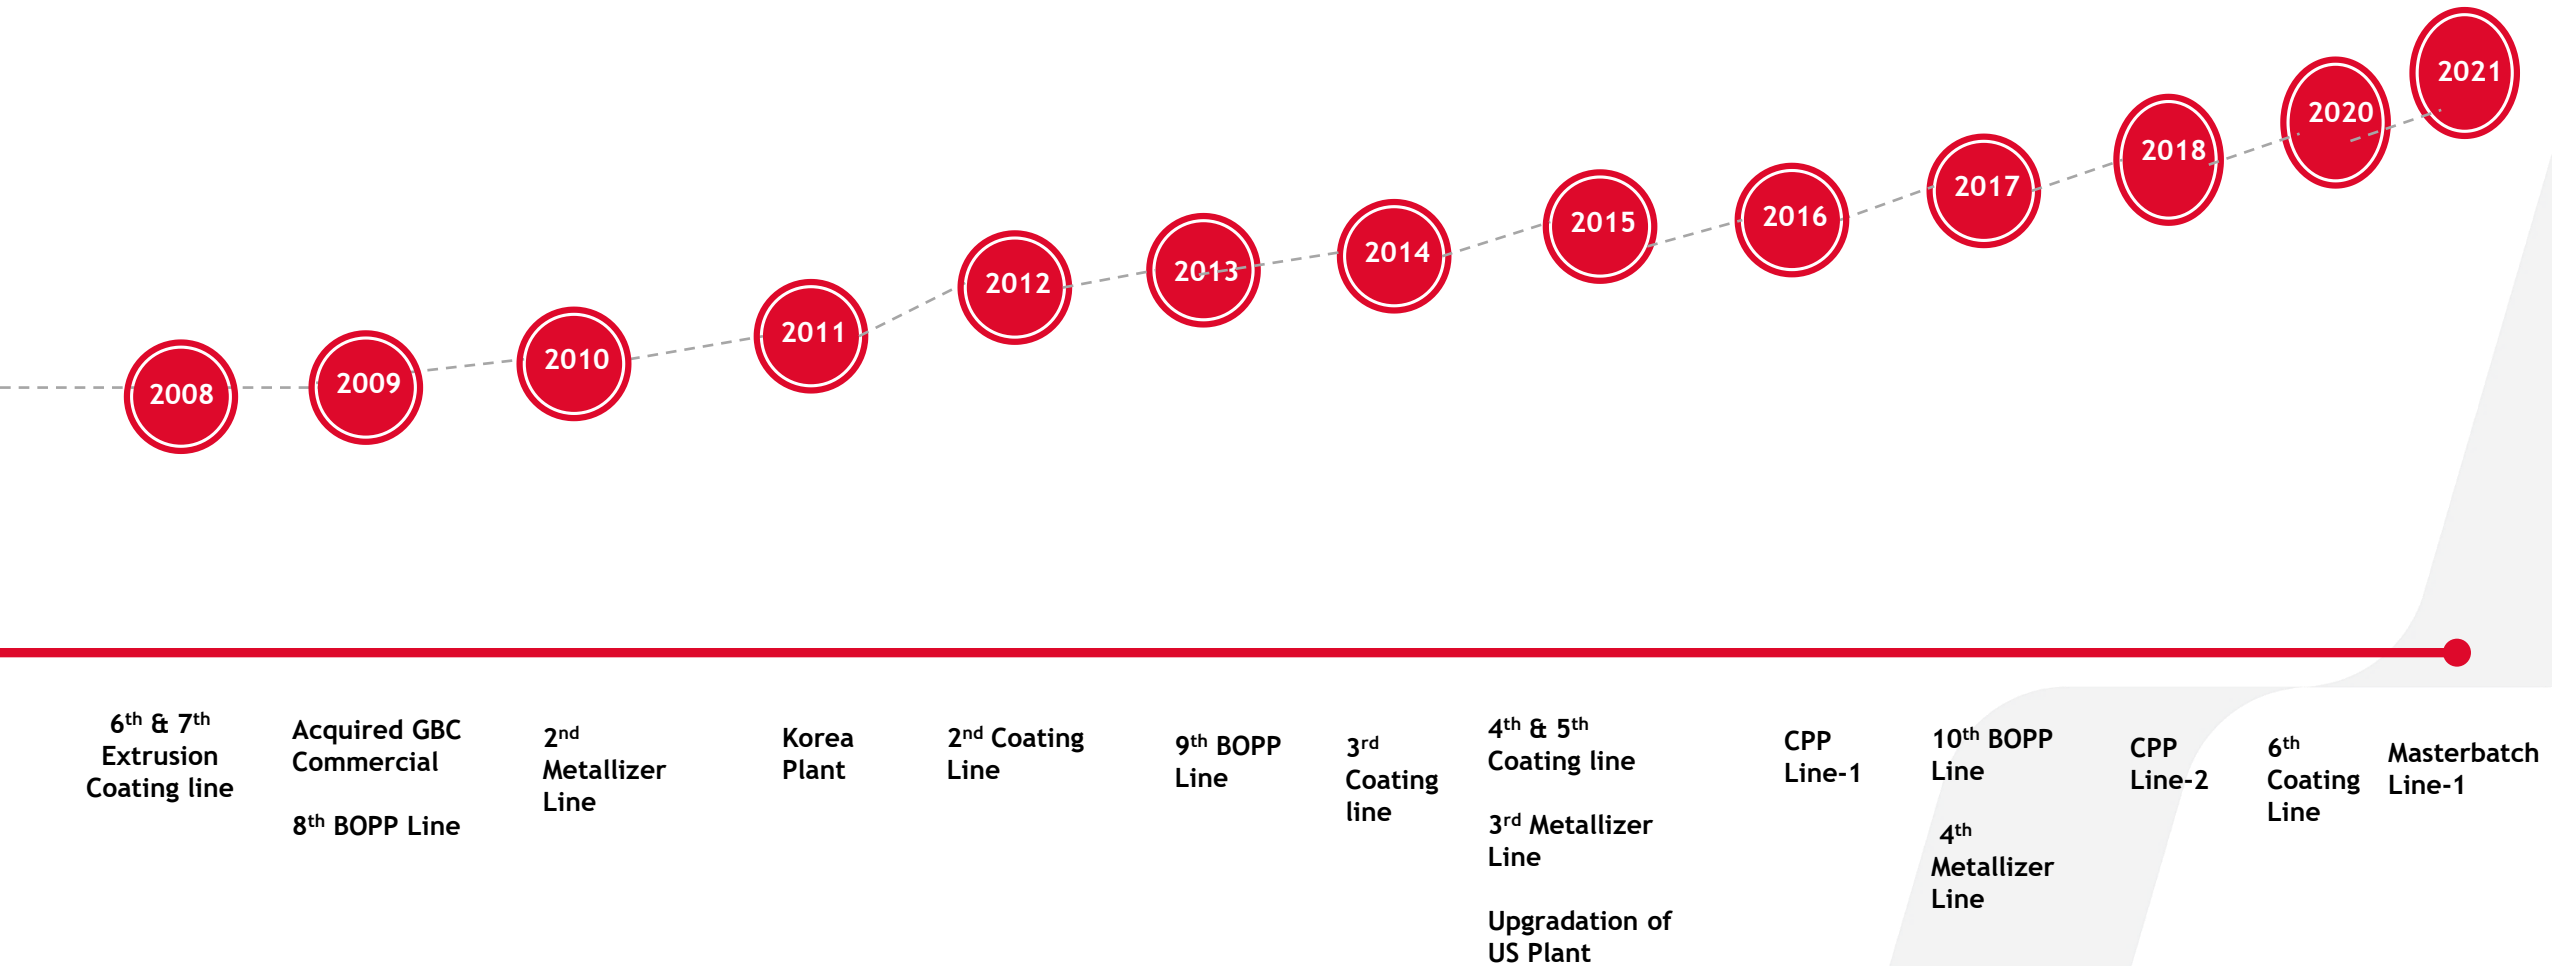 2008
2009
2010
2011
2012
2013
2014
2015
2016
2017
2018
2020
2021
6th & 7th
Extrusion
Coating line
Acquired GBC
Commercial
8th BOPP Line
2nd
Metallizer
Line
Korea
Plant
2nd Coating
Line
9th BOPP
Line
3rd
Coating
line
4th & 5th
Coating line
3rd Metallizer
Line
Upgradation of
US Plant
CPP
Line-1
10th BOPP
Line
4th
Metallizer
Line
CPP
Line-2
6th
Coating
Line
Masterbatch
Line-1